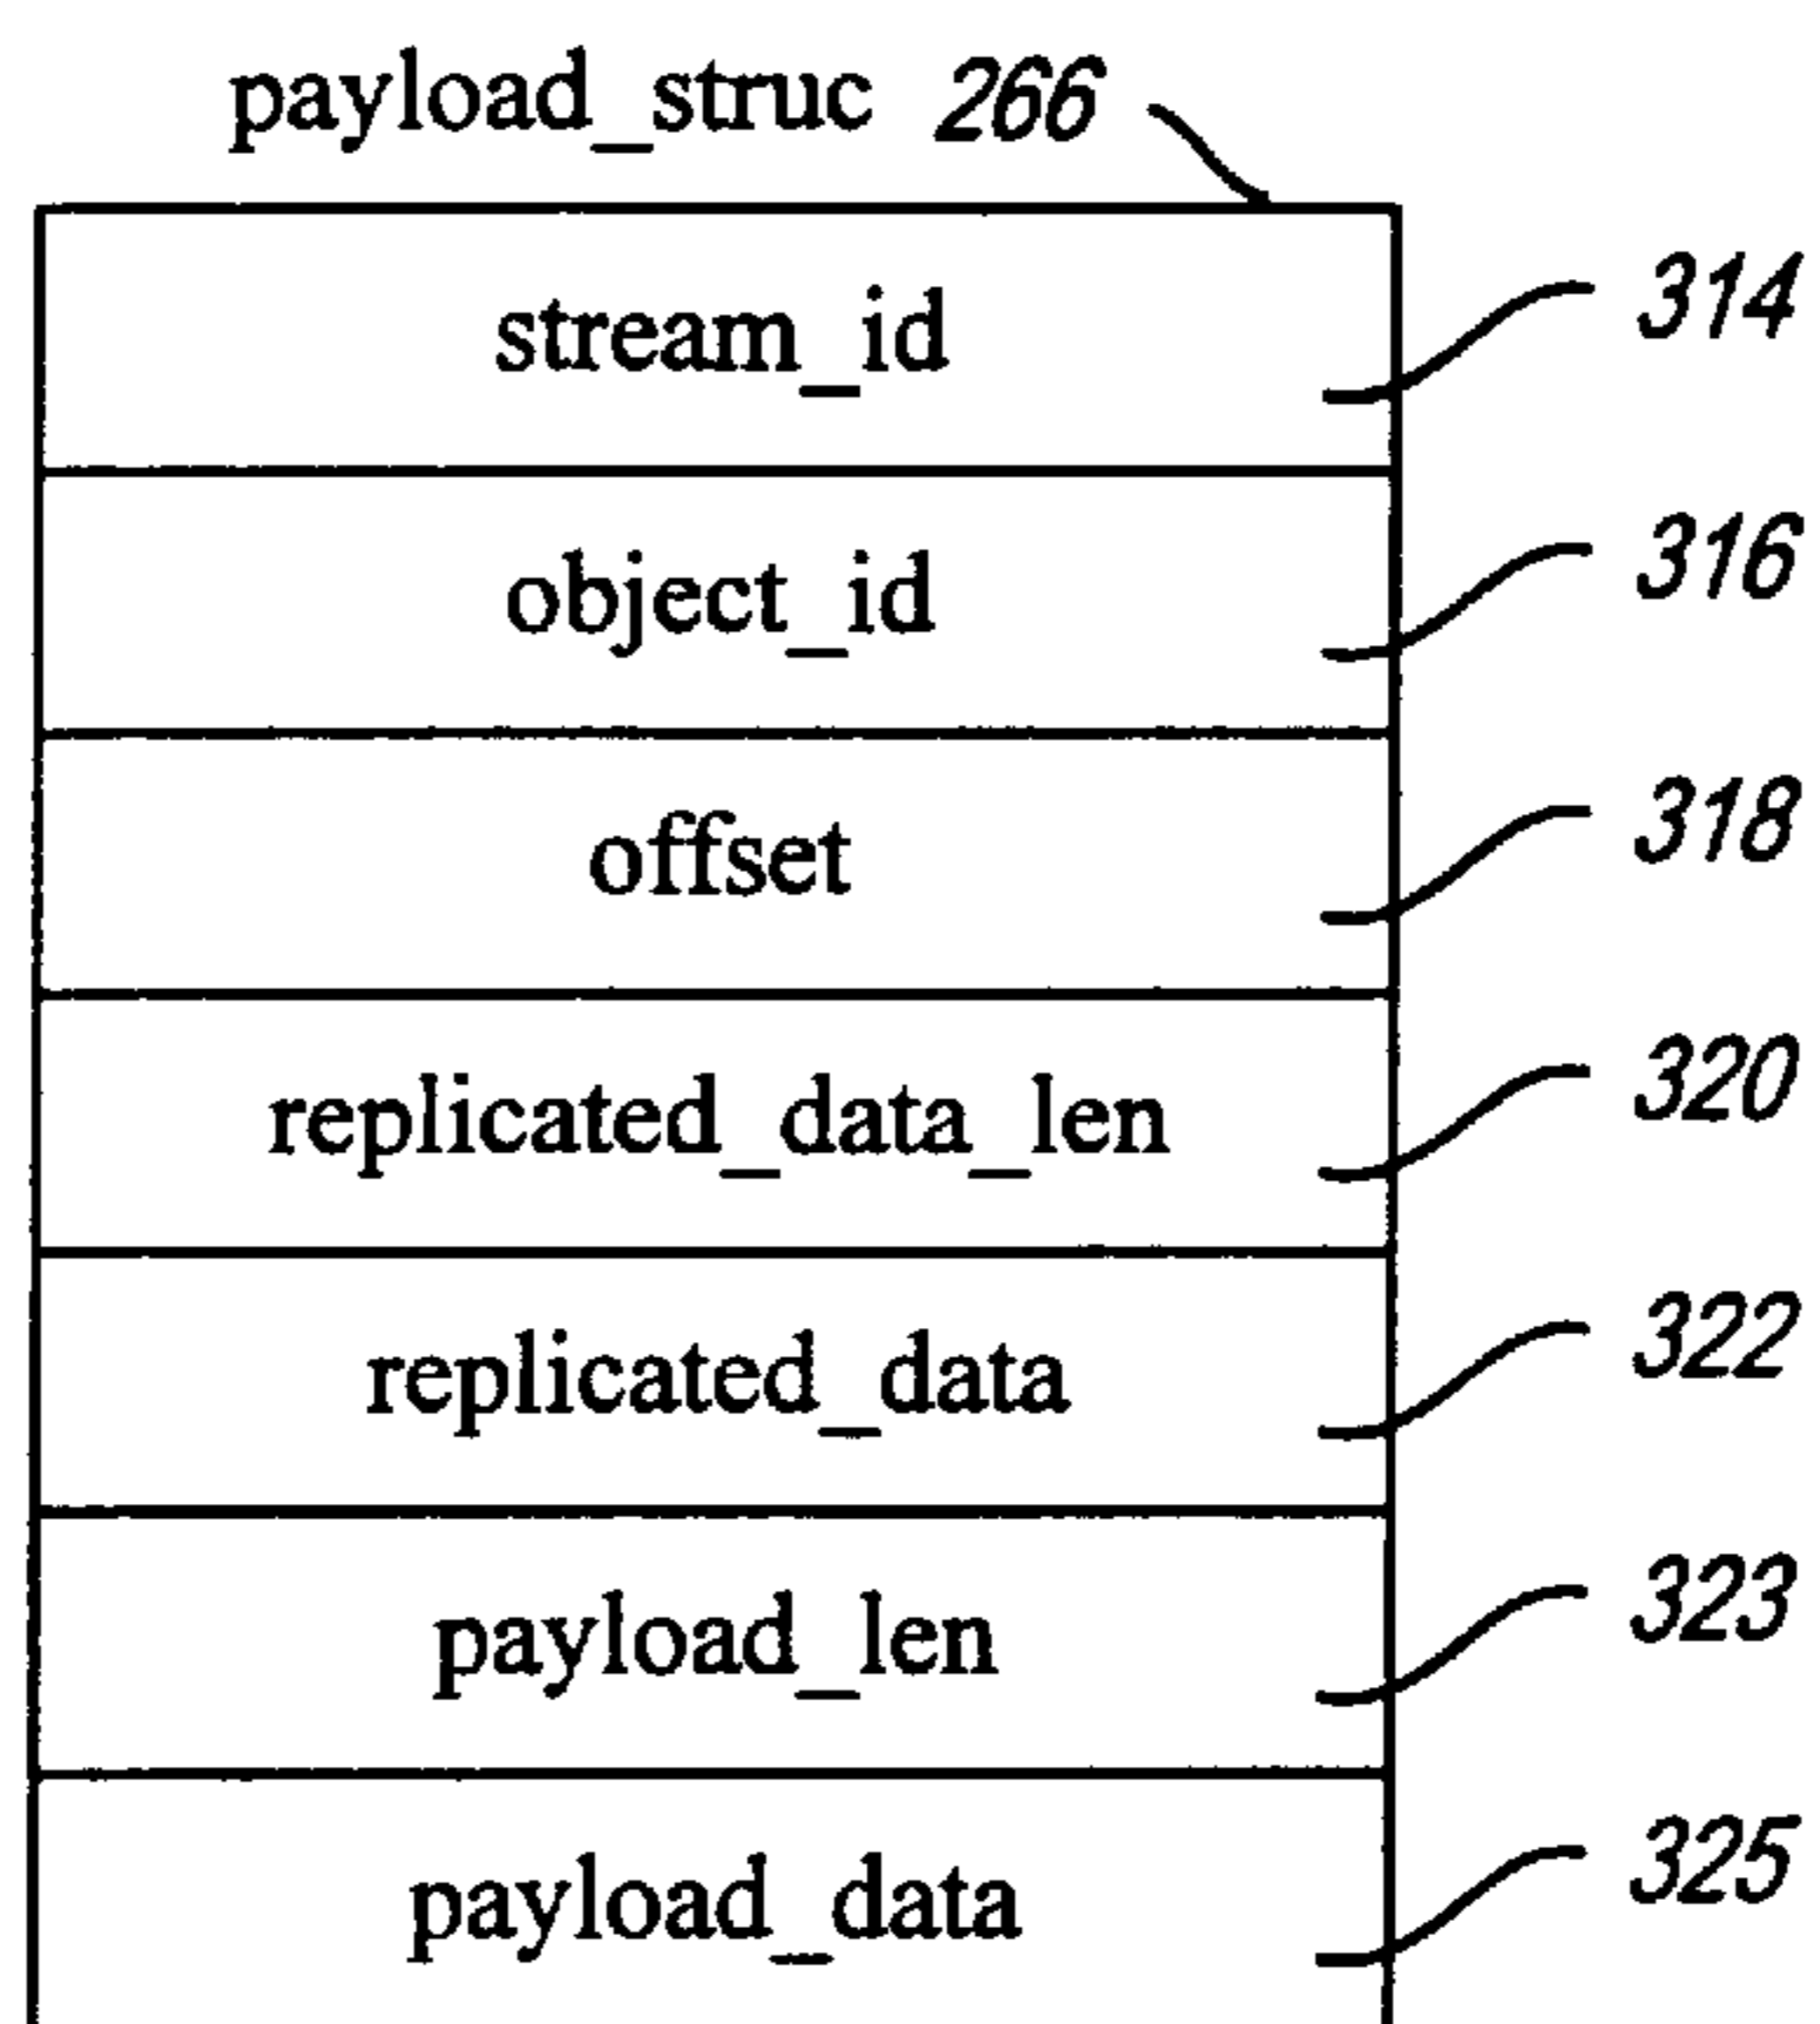 payload_struc 266
stream_id 314
object_id 316
offset 318
replicated_data_len 320
replicated_data 322
payload_len 323
payload_data 325